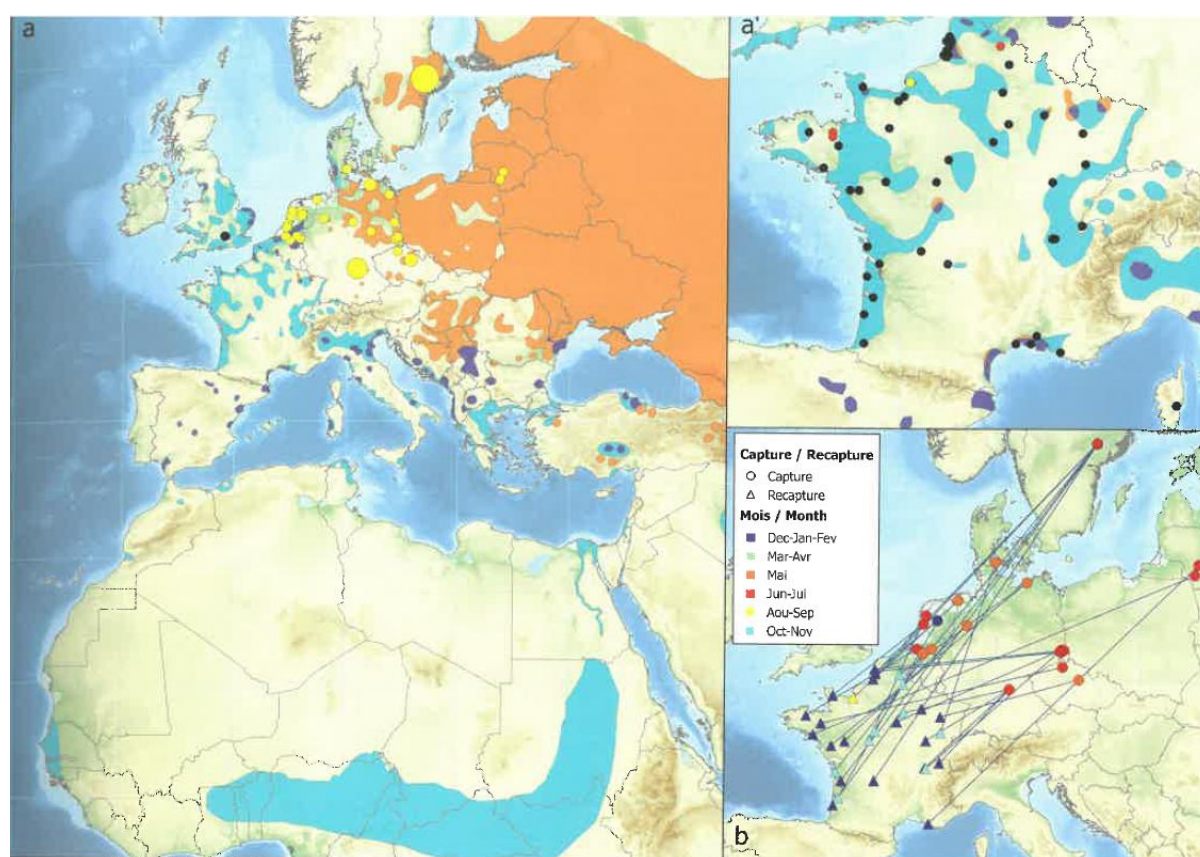 a
a'
Capture / Recapture
Capture
Recapture
Mois / Month
Dec-Jan-Fev
Mar-Avr
Mai
Jun-Jul
Aou-Sep
Oct-Nov
b